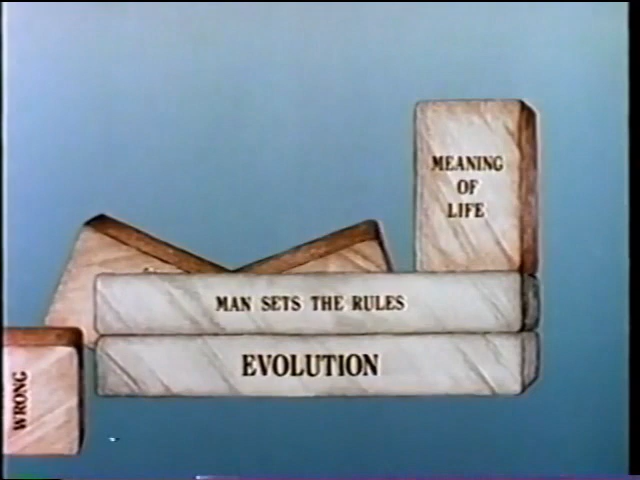 MEANING
OF
LIFE
MAN SETS THE RULES
EVOLUTION
WRONG